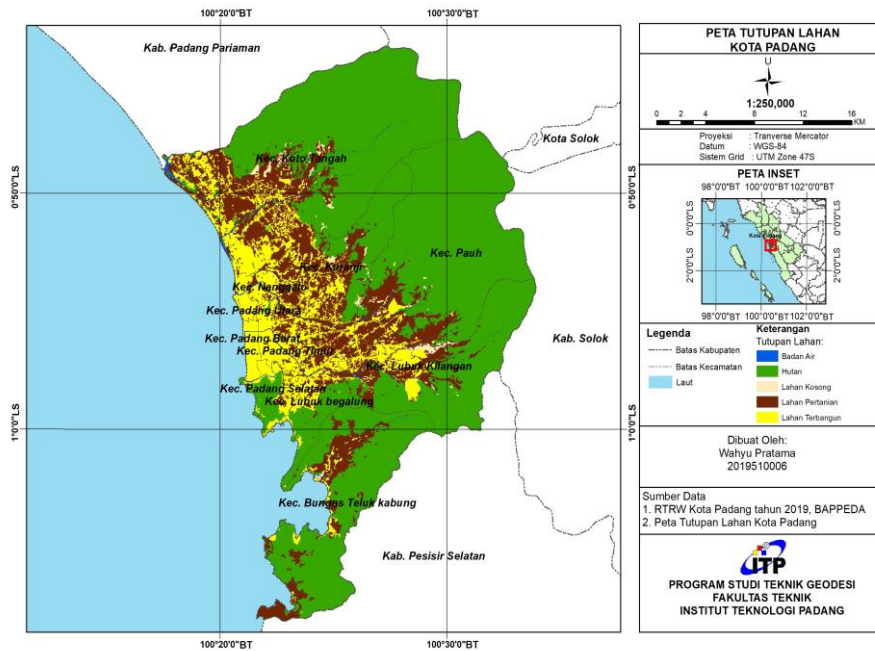 100°20'0"BT
100°30'0"BT
Kab. Padang Pariaman
Kota Solok
Kec. Koto Tangah
0°50'0"LS
0°50'0"LS
Kec. Pauh
Kec. Kuranji
Kec. Nanggalo
Kec. Padang Utara
Kec. Padang Barat
Kec. Padang Timur
Kab. Solok
Kec. Lubuk Kilangan
Kec. Padang Selatan
Kec. Lubuk begalung
1°0'0"LS
1°0'0"LS
Kec. Bungus Teluk kabung
Kab. Pesisir Selatan
100°20'0"BT
100°30'0"BT
PETA TUTUPAN LAHAN
KOTA PADANG
U
1:250,000
0 2 4 8 12 16
KM
Proyeksi : Tranverse Mercator
Datum : WGS-84
Sistem Grid : UTM Zone 47S
PETA INSET
98°0'0"BT 100°0'0"BT 102°0'0"BT
0°0'0"LS
0°0'0"LS
Kota Padang
2°0'0"LS
2°0'0"LS
98°0'0"BT 100°0'0"BT 102°0'0"BT
Legenda
Batas Kabupaten
Batas Kecamatan
Laut
Keterangan
Tutupan Lahan:
Badan Air
Hutan
Lahan Kosong
Lahan Pertanian
Lahan Terbangun
Dibuat Oleh:
Wahyu Pratama
2019510006
Sumber Data
1. RTRW Kota Padang tahun 2019, BAPPEDA
2. Peta Tutupan Lahan Kota Padang
ITP
PROGRAM STUDI TEKNIK GEODESI
FAKULTAS TEKNIK
INSTITUT TEKNOLOGI PADANG